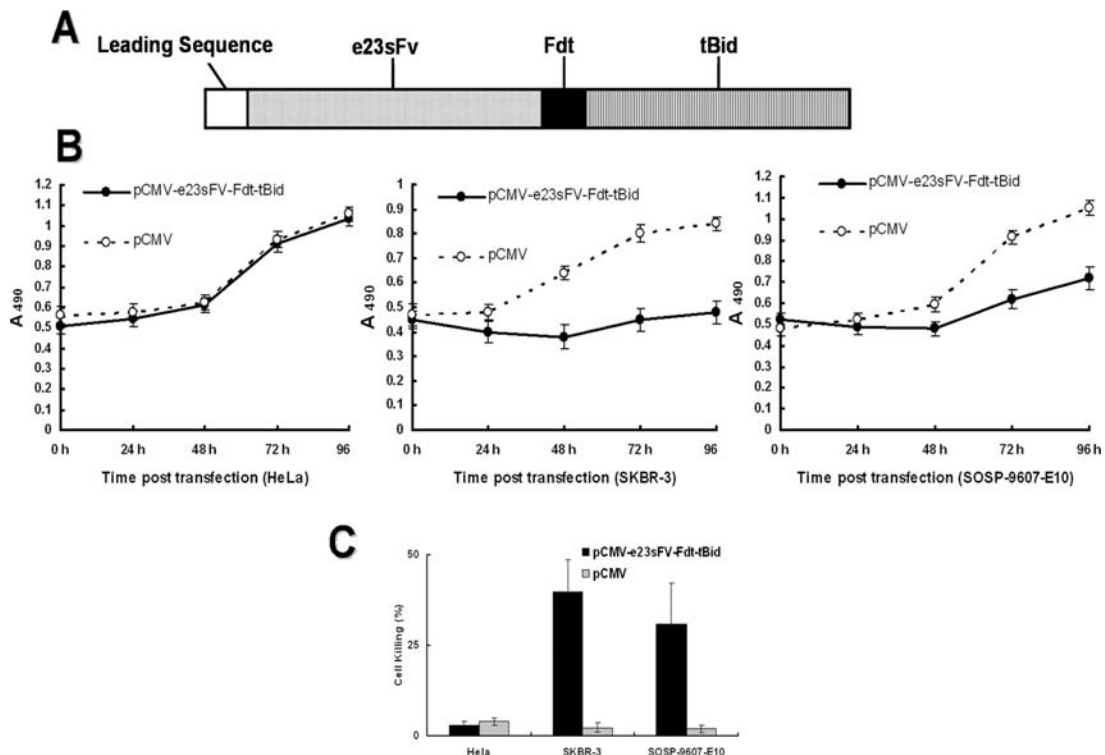 A
Leading Sequence e23sFv Fdt tBid
B
pCMV-e23sFV-Fdt-tBid
pCMV
A 490
1.2
1.1
1
0.9
0.8
0.7
0.6
0.5
0.4
0.3
0.2
0.1
0
0 h 24 h 48 h 72 h 96
Time post transfection (HeLa)
pCMV-e23sFV-Fdt-tBid
pCMV
A 490
1
0.9
0.8
0.7
0.6
0.5
0.4
0.3
0.2
0.1
0
0 h 24 h 48 h 72 h 96
Time post transfection (SKBR-3)
pCMV-e23sFV-Fdt-tBid
pCMV
A 490
1.2
1.1
1
0.9
0.8
0.7
0.6
0.5
0.4
0.3
0.2
0.1
0
0 h 24 h 48 h 72 h 96 h
Time post transfection (SOSP-9607-E10)
C
pCMV-e23sFV-Fdt-tBid
pCMV
Cell Killing (%)
50
25
0
Hela SKBR-3 SOSP-9607-E10